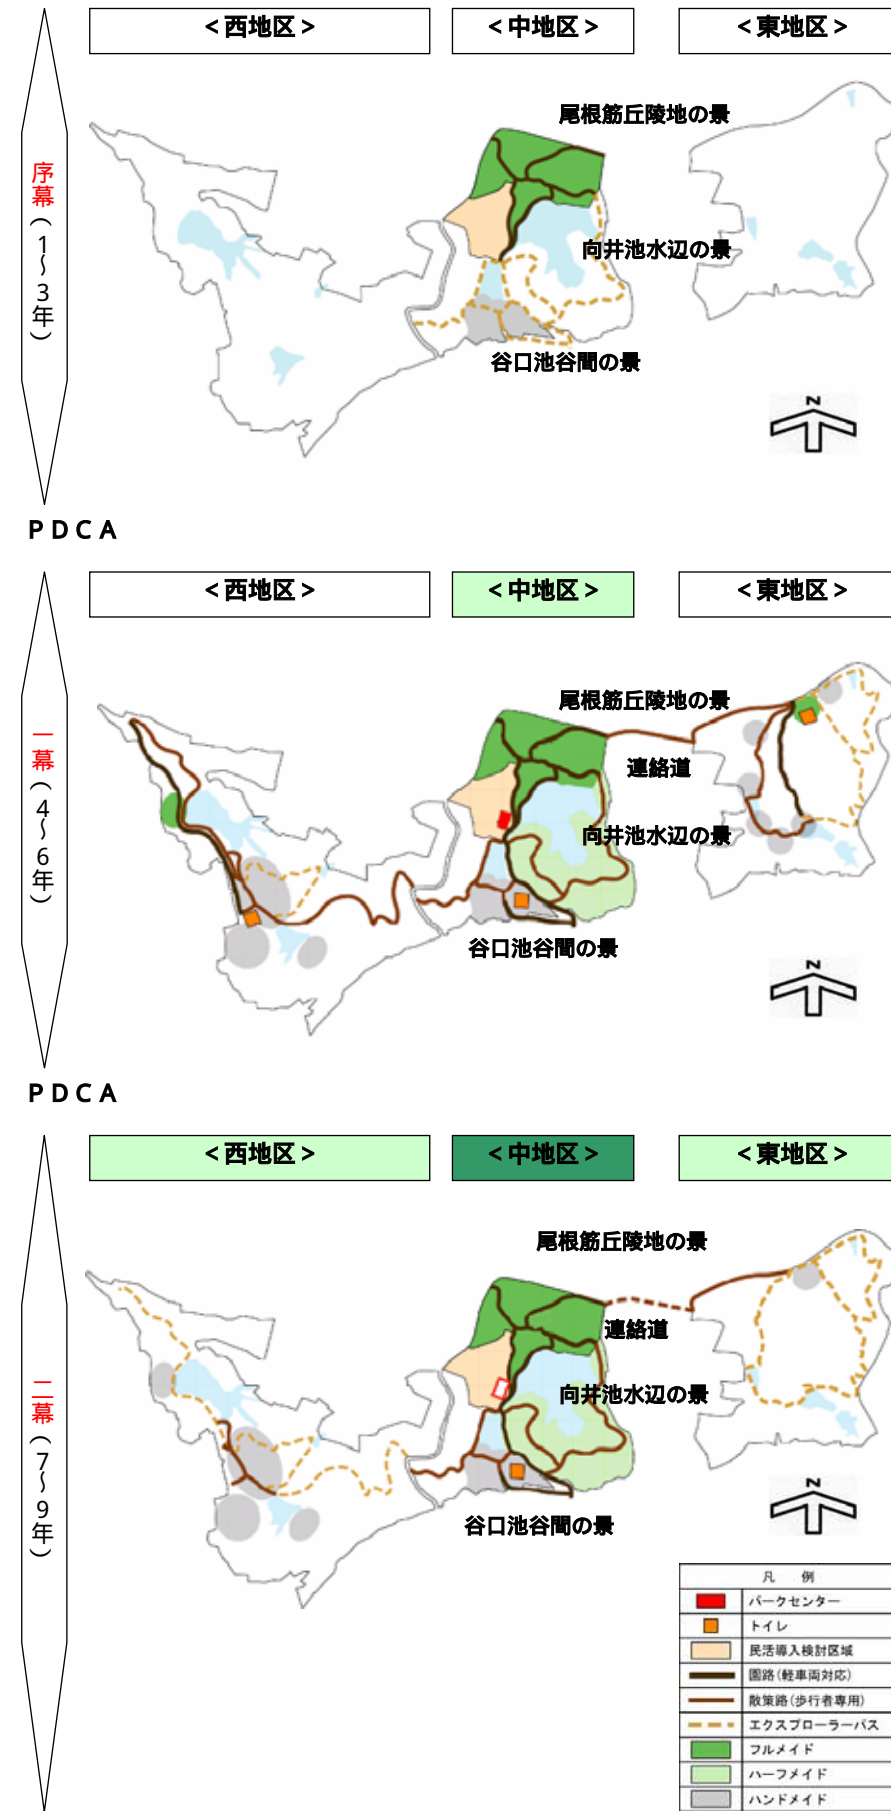 ＜西地区＞
＜中地区＞
＜東地区＞
序幕（1～3年）
尾根筋丘陵地の景
向井池水辺の景
谷口池谷間の景
N
ＰＤＣＡ
＜西地区＞
＜中地区＞
＜東地区＞
一幕（4～6年）
尾根筋丘陵地の景
連絡道
向井池水辺の景
谷口池谷間の景
N
ＰＤＣＡ
＜西地区＞
＜中地区＞
＜東地区＞
二幕（7～9年）
尾根筋丘陵地の景
連絡道
向井池水辺の景
谷口池谷間の景
N
凡　例
パークセンター
トイレ
民活導入検討区域
園路(軽車両対応)
散策路(歩行者専用)
エクスプローラーパス
フルメイド
ハーフメイド
ハンドメイド